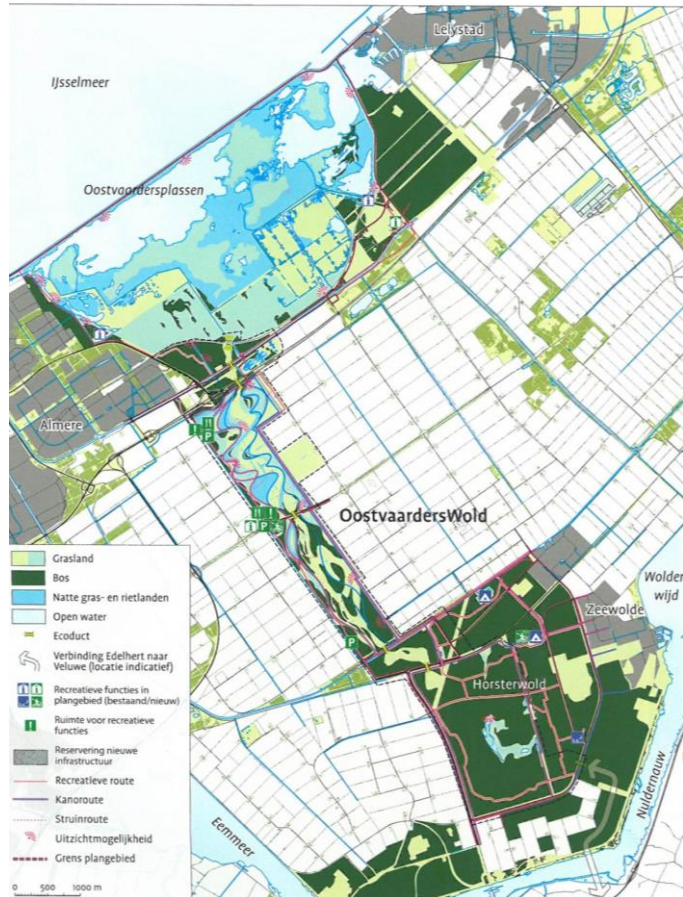 Lelystad
IJsselmeer
Oostvaardersplassen
Almere
OostvaardersWold
Wolder
wijd
Zeewolde
Horsterwold
Nuldernauw
Eemmeer
Grasland
Bos
Natte gras- en rietlanden
Open water
Ecoduct
Verbinding Edelhert naar
Veluwe (locatie indicatief)
Recreatieve functies in
plangebied (bestaand/nieuw)
Ruimte voor recreatieve
functies
Reservering nieuwe
infrastructuur
Recreatieve route
Kanoroute
Struinroute
Uitzichtmogelijkheid
Grens plangebied
0 500 1000 m